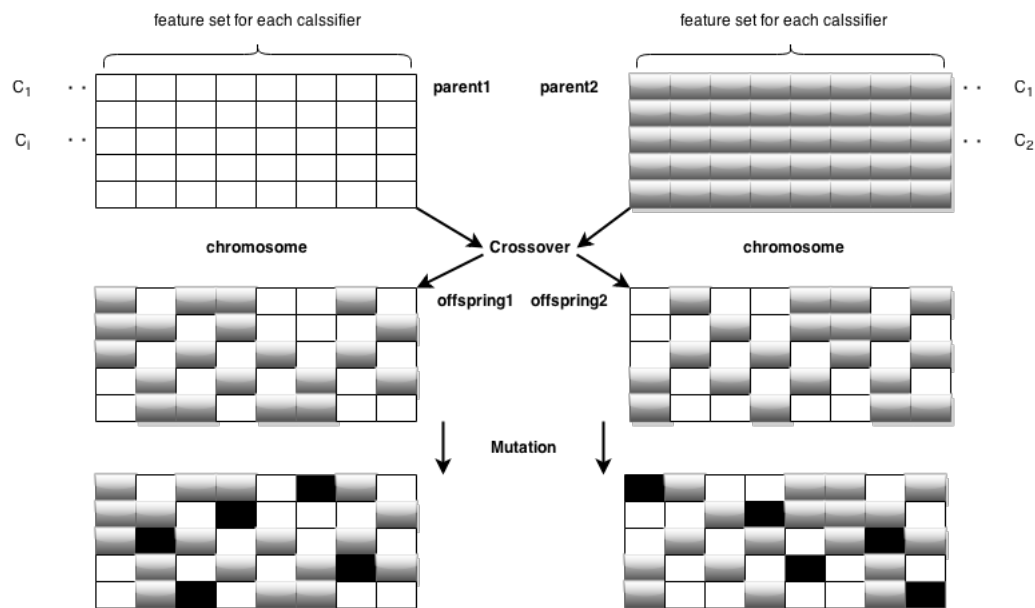 feature set for each calssifier
feature set for each calssifier
C1 .. parent1 parent2 .. C1
Ci .. .. C2
chromosome Crossover chromosome
offspring1 offspring2
Mutation